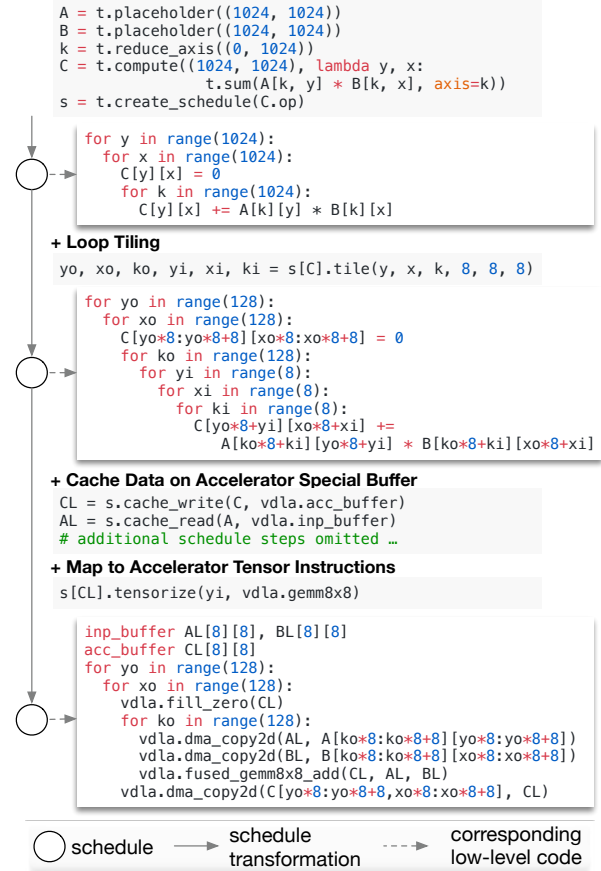 A = t.placeholder((1024, 1024))
B = t.placeholder((1024, 1024))
k = t.reduce_axis((0, 1024))
C = t.compute((1024, 1024), lambda y, x:
t.sum(A[k, y] * B[k, x], axis=k))
s = t.create_schedule(C.op)
for y in range(1024):
for x in range(1024):
C[y][x] = 0
for k in range(1024):
C[y][x] += A[k][y] * B[k][x]
+ Loop Tiling
yo, xo, ko, yi, xi, ki = s[C].tile(y, x, k, 8, 8, 8)
for yo in range(128):
for xo in range(128):
C[yo*8:yo*8+8][xo*8:xo*8+8] = 0
for ko in range(128):
for yi in range(8):
for xi in range(8):
for ki in range(8):
C[yo*8+yi][xo*8+xi] +=
A[ko*8+ki][yo*8+yi] * B[ko*8+ki][xo*8+xi]
+ Cache Data on Accelerator Special Buffer
CL = s.cache_write(C, vdla.acc_buffer)
AL = s.cache_read(A, vdla.inp_buffer)
# additional schedule steps omitted …
+ Map to Accelerator Tensor Instructions
s[CL].tensorize(yi, vdla.gemm8x8)
inp_buffer AL[8][8], BL[8][8]
acc_buffer CL[8][8]
for yo in range(128):
for xo in range(128):
vdla.fill_zero(CL)
for ko in range(128):
vdla.dma_copy2d(AL, A[ko*8:ko*8+8][yo*8:yo*8+8])
vdla.dma_copy2d(BL, B[ko*8:ko*8+8][xo*8:xo*8+8])
vdla.fused_gemm8x8_add(CL, AL, BL)
vdla.dma_copy2d(C[yo*8:yo*8+8,xo*8:xo*8+8], CL)
schedule
schedule transformation
corresponding low-level code